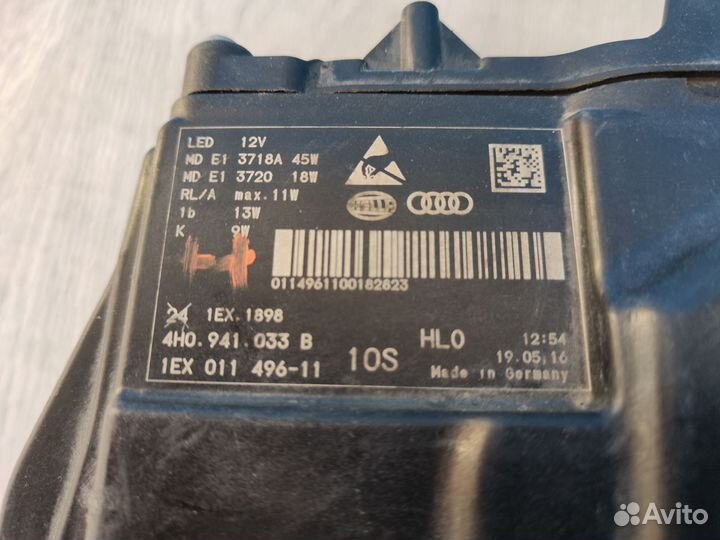 LED 12V
MD E1 3718A 45W
MD E1 3720 18W
RL/A max.11W
1b 13W
K 9W
HELLA
0114961100182823
24 1EX.1898
4H0.941.033 B
1EX 011 496-11
10S
HL0
12:54
19.05.16
Made in Germany
Avito